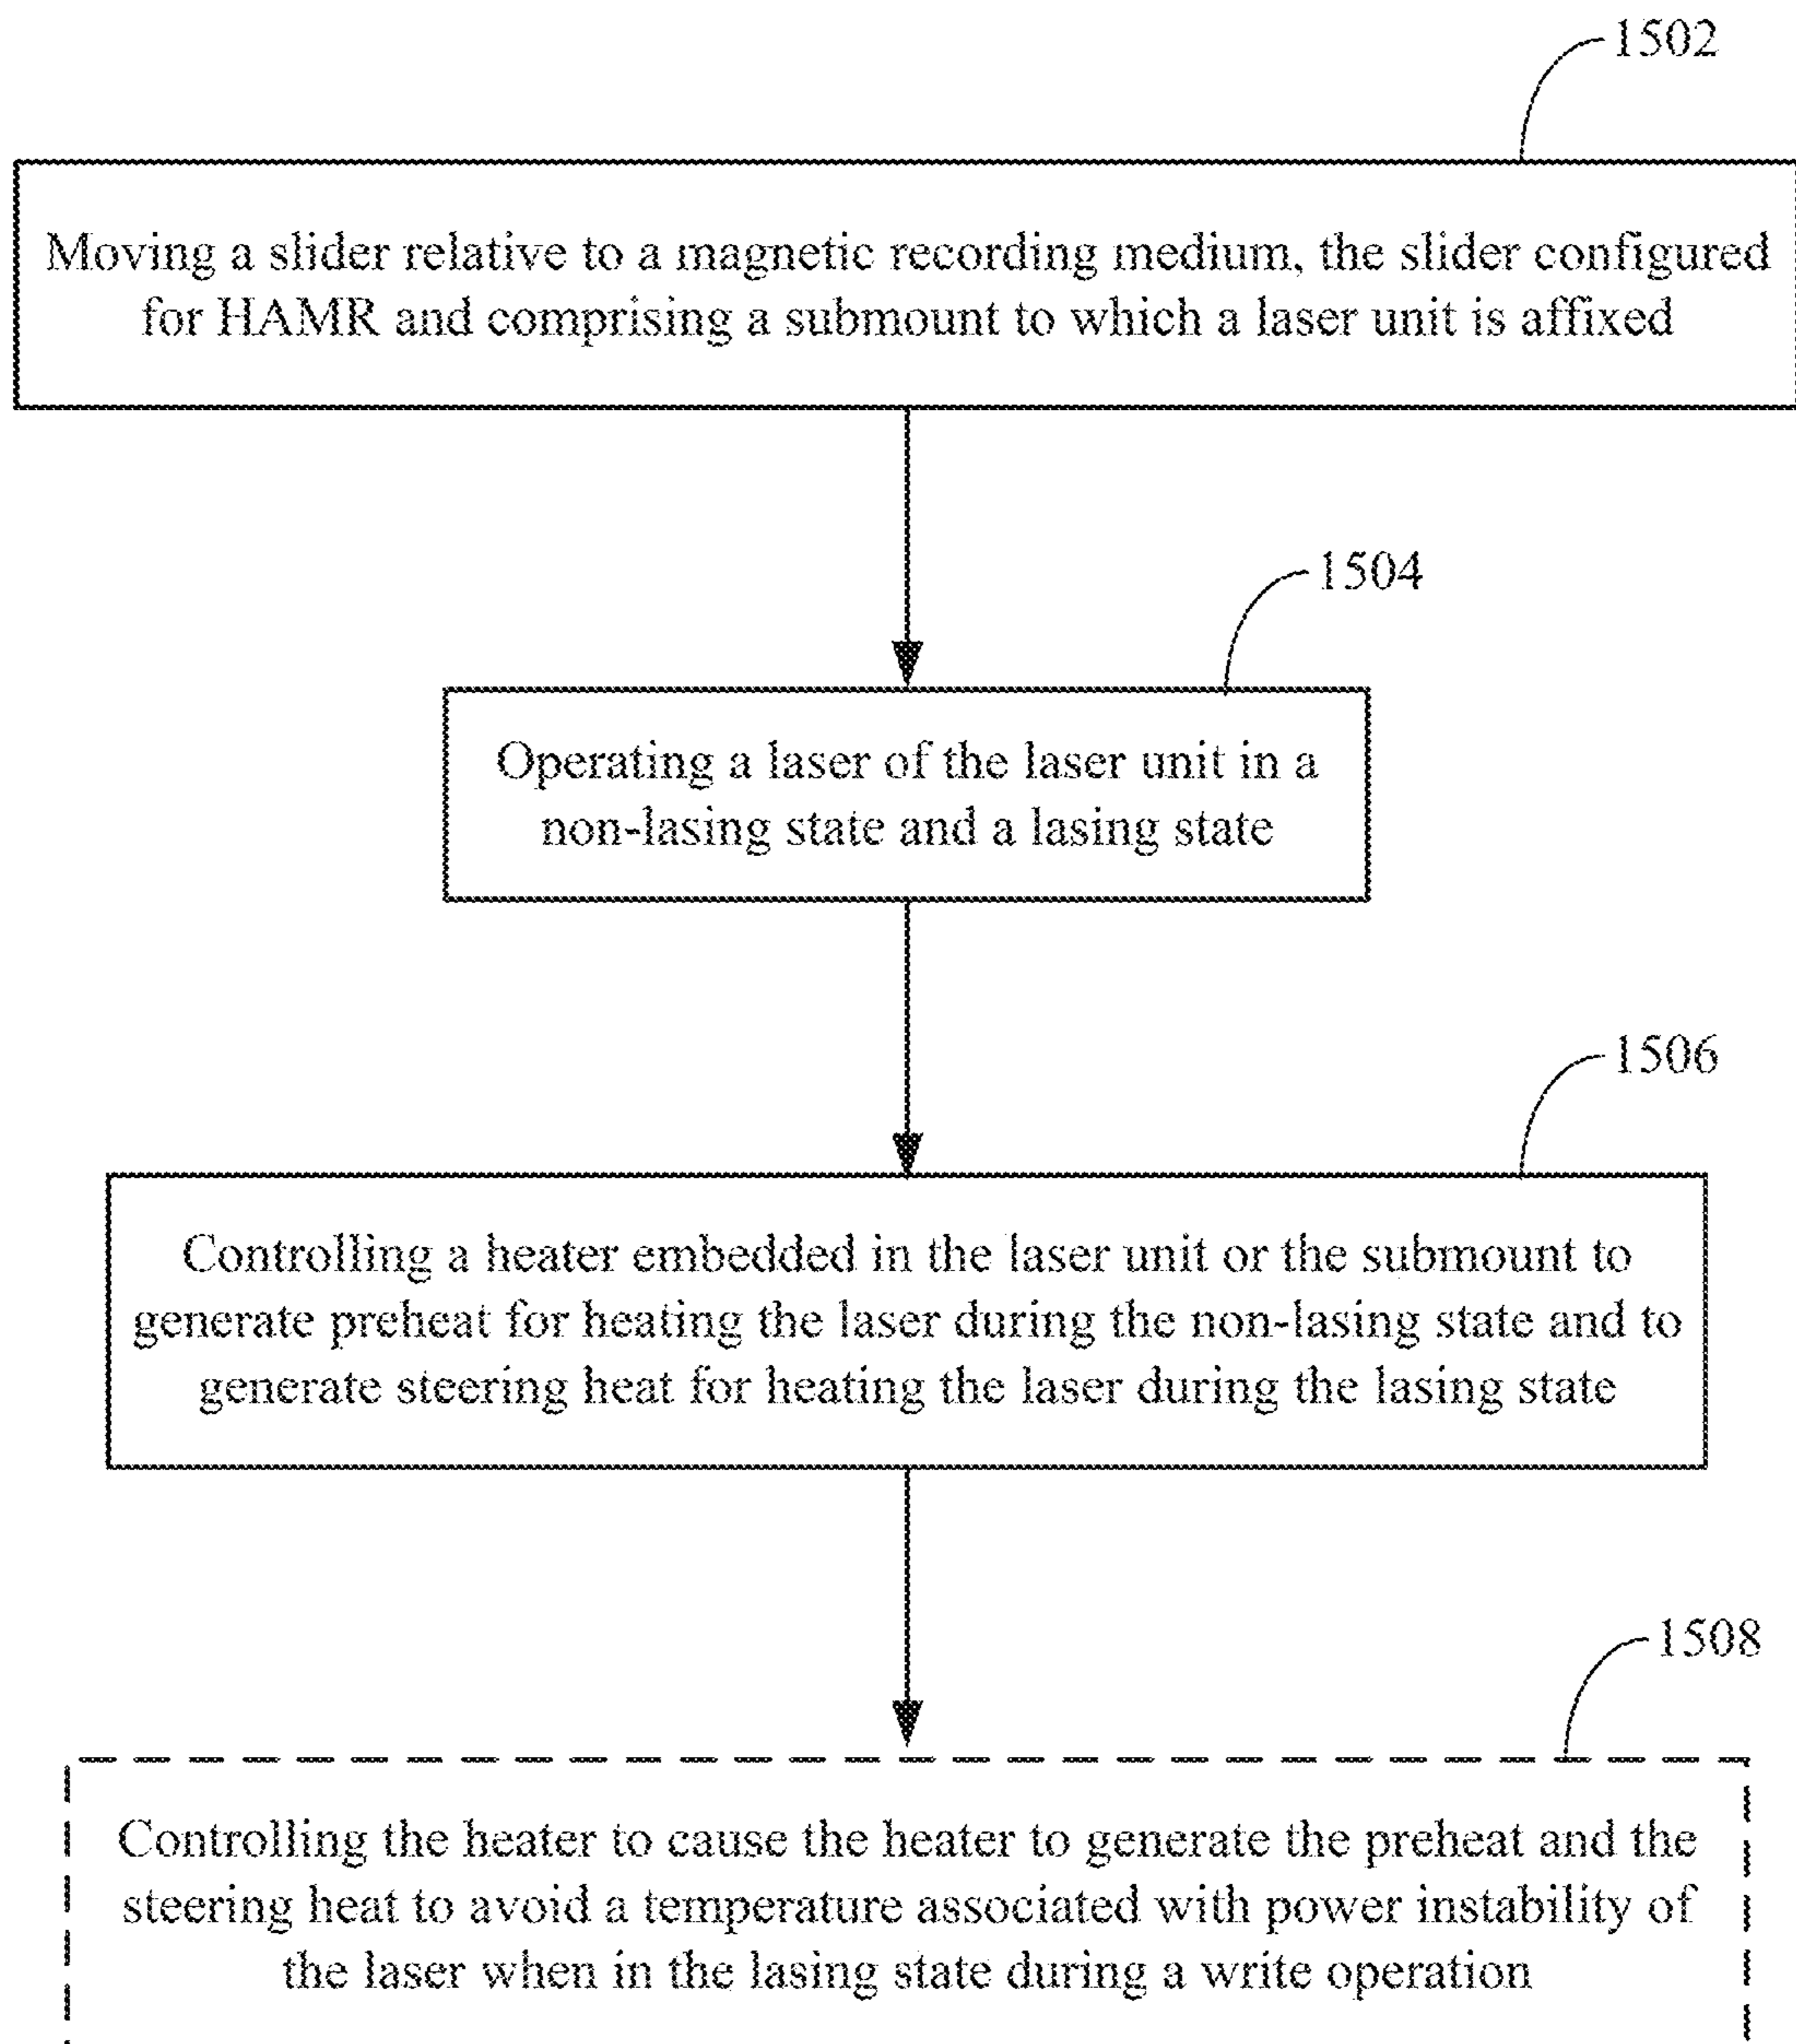 1502
Moving a slider relative to a magnetic recording medium, the slider configured
for HAMR and comprising a submount to which a laser unit is affixed
1504
Operating a laser of the laser unit in a
non-lasing state and a lasing state
1506
Controlling a heater embedded in the laser unit or the submount to
generate preheat for heating the laser during the non-lasing state and to
generate steering heat for heating the laser during the lasing state
1508
Controlling the heater to cause the heater to generate the preheat and the
steering heat to avoid a temperature associated with power instability of
the laser when in the lasing state during a write operation